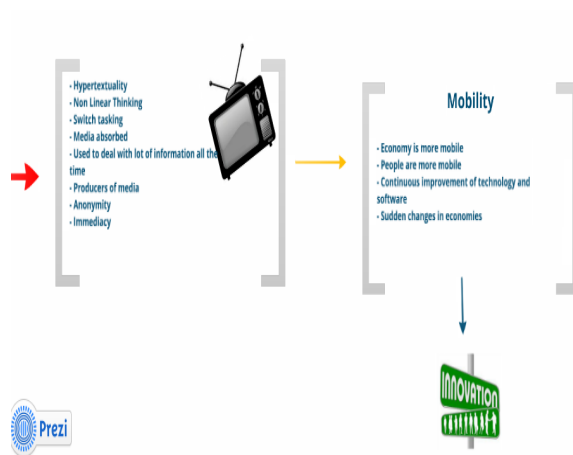 - Hypertextuality
- Non Linear Thinking
- Switch tasking
- Media absorbed
- Used to deal with lot of information all the
time
- Producers of media
- Anonymity
- Immediacy
Mobility
- Economy is more mobile
- People are more mobile
- Continuous improvement of technology and
software
- Sudden changes in economies
INNOVATION
Prezi